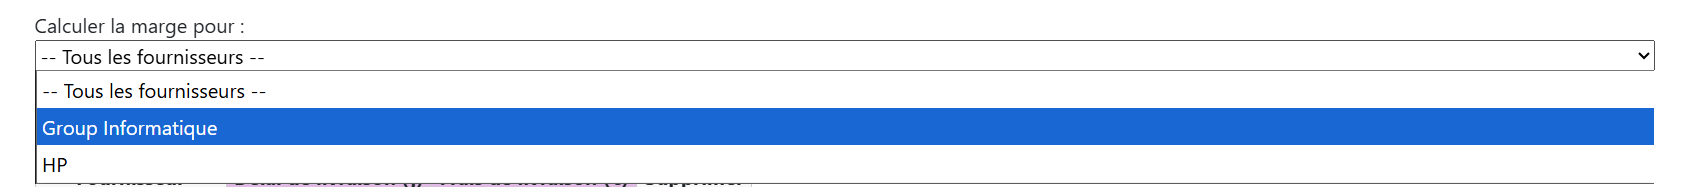 Calculer la marge pour :
-- Tous les fournisseurs --
-- Tous les fournisseurs --
Group Informatique
HP